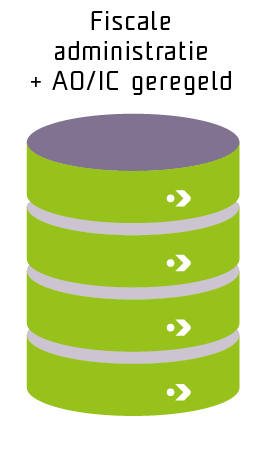 Fiscale
administratie
+ AO/IC geregeld